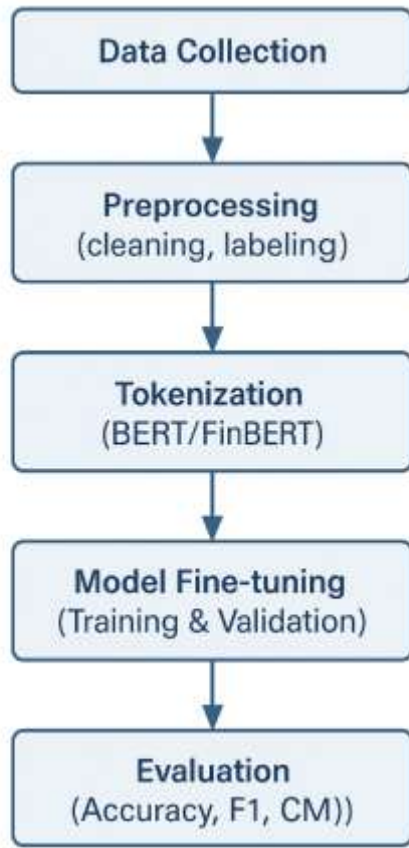 Data Collection
Preprocessing
(cleaning, labeling)
Tokenization
(BERT/FinBERT)
Model Fine-tuning
(Training & Validation)
Evaluation
(Accuracy, F1, CM))